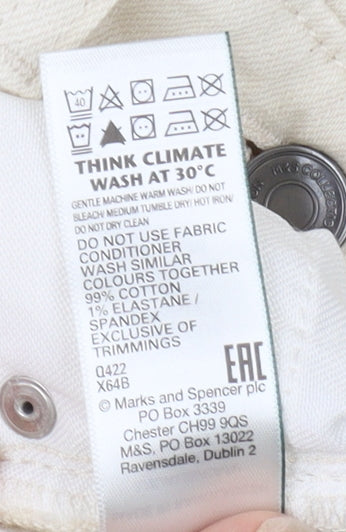 40
THINK CLIMATE
WASH AT 30°C
GENTLE MACHINE WARM WASH/ DO NOT
BLEACH/ MEDIUM TUMBLE DRY/ HOT IRON/
DO NOT DRY CLEAN
DO NOT USE FABRIC
CONDITIONER
WASH SIMILAR
COLOURS TOGETHER
99% COTTON
1% ELASTANE /
SPANDEX
EXCLUSIVE OF
TRIMMINGS
Q422
X64B
EAC
© Marks and Spencer plc
PO Box 3339
Chester CH99 9QS
M&S, PO Box 13022
Ravensdale, Dublin 2